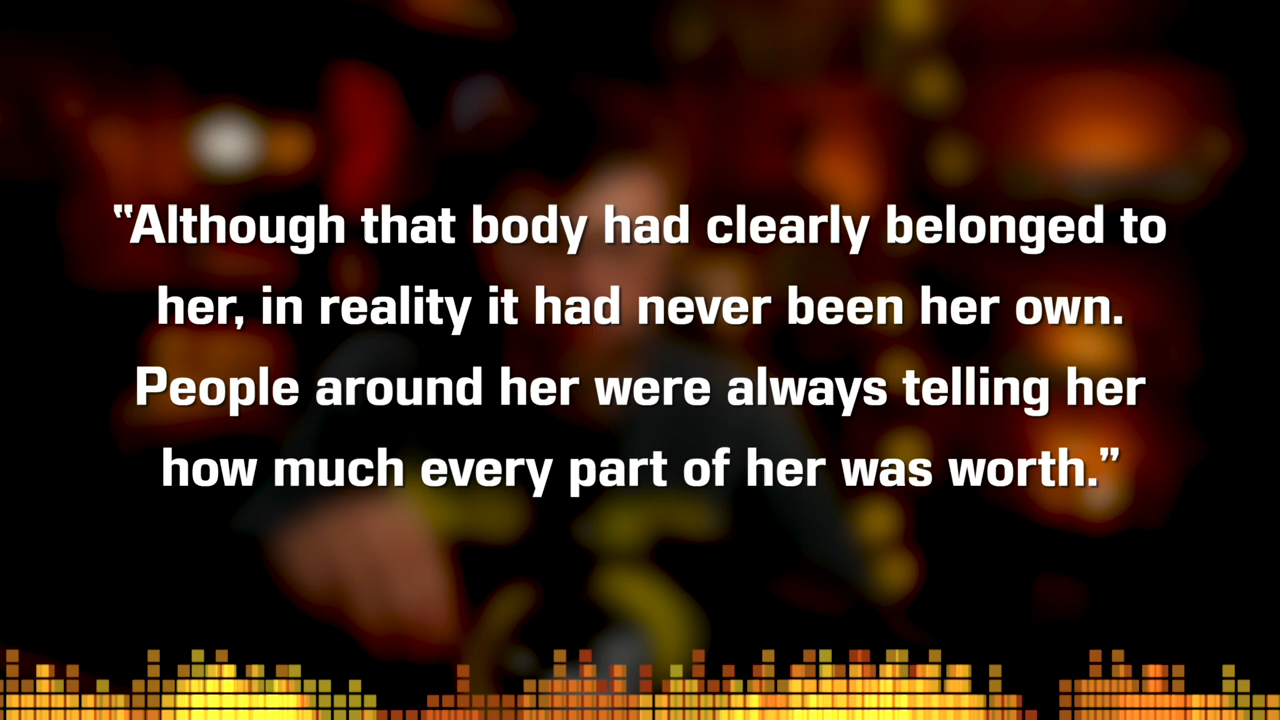 “Although that body had clearly belonged to
her, in reality it had never been her own.
People around her were always telling her
how much every part of her was worth.”